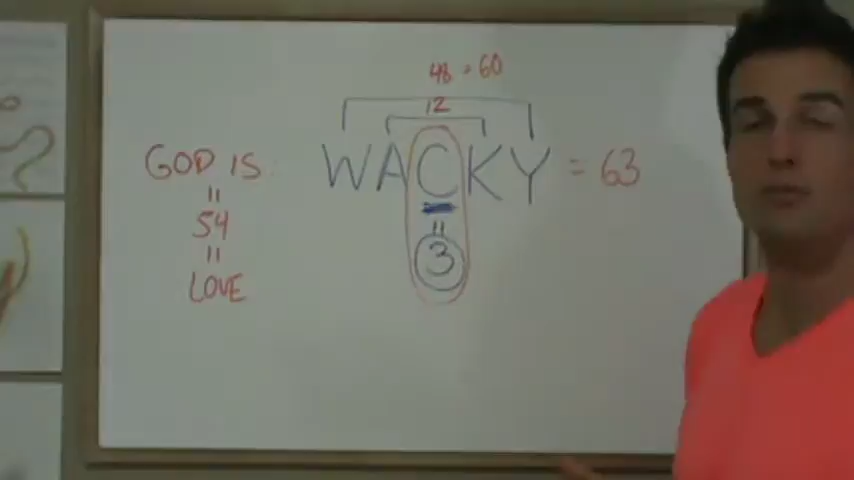 48 + 60
12
GOD IS
WACKY = 63
=
54
=
LOVE
=
3